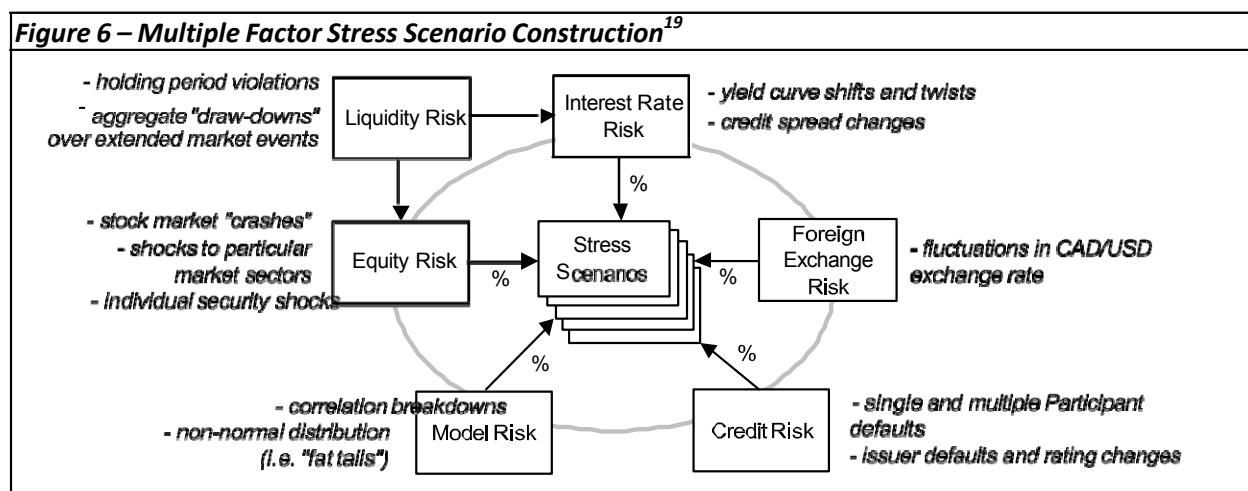 Figure 6 – Multiple Factor Stress Scenario Construction19
- holding period violations
- aggregate "draw-downs"
over extended market events
Liquidity Risk
Interest Rate
Risk
- yield curve shifts and twists
- credit spread changes
%
- stock market "crashes"
- shocks to particular
market sectors
- individual security shocks
Equity Risk
%
Stress
Scenarios
%
Foreign
Exchange
Risk
- fluctuations in CAD/USD
exchange rate
%
%
- correlation breakdowns
- non-normal distribution
(i.e. "fat tails")
Model Risk
Credit Risk
- single and multiple Participant
defaults
- issuer defaults and rating changes